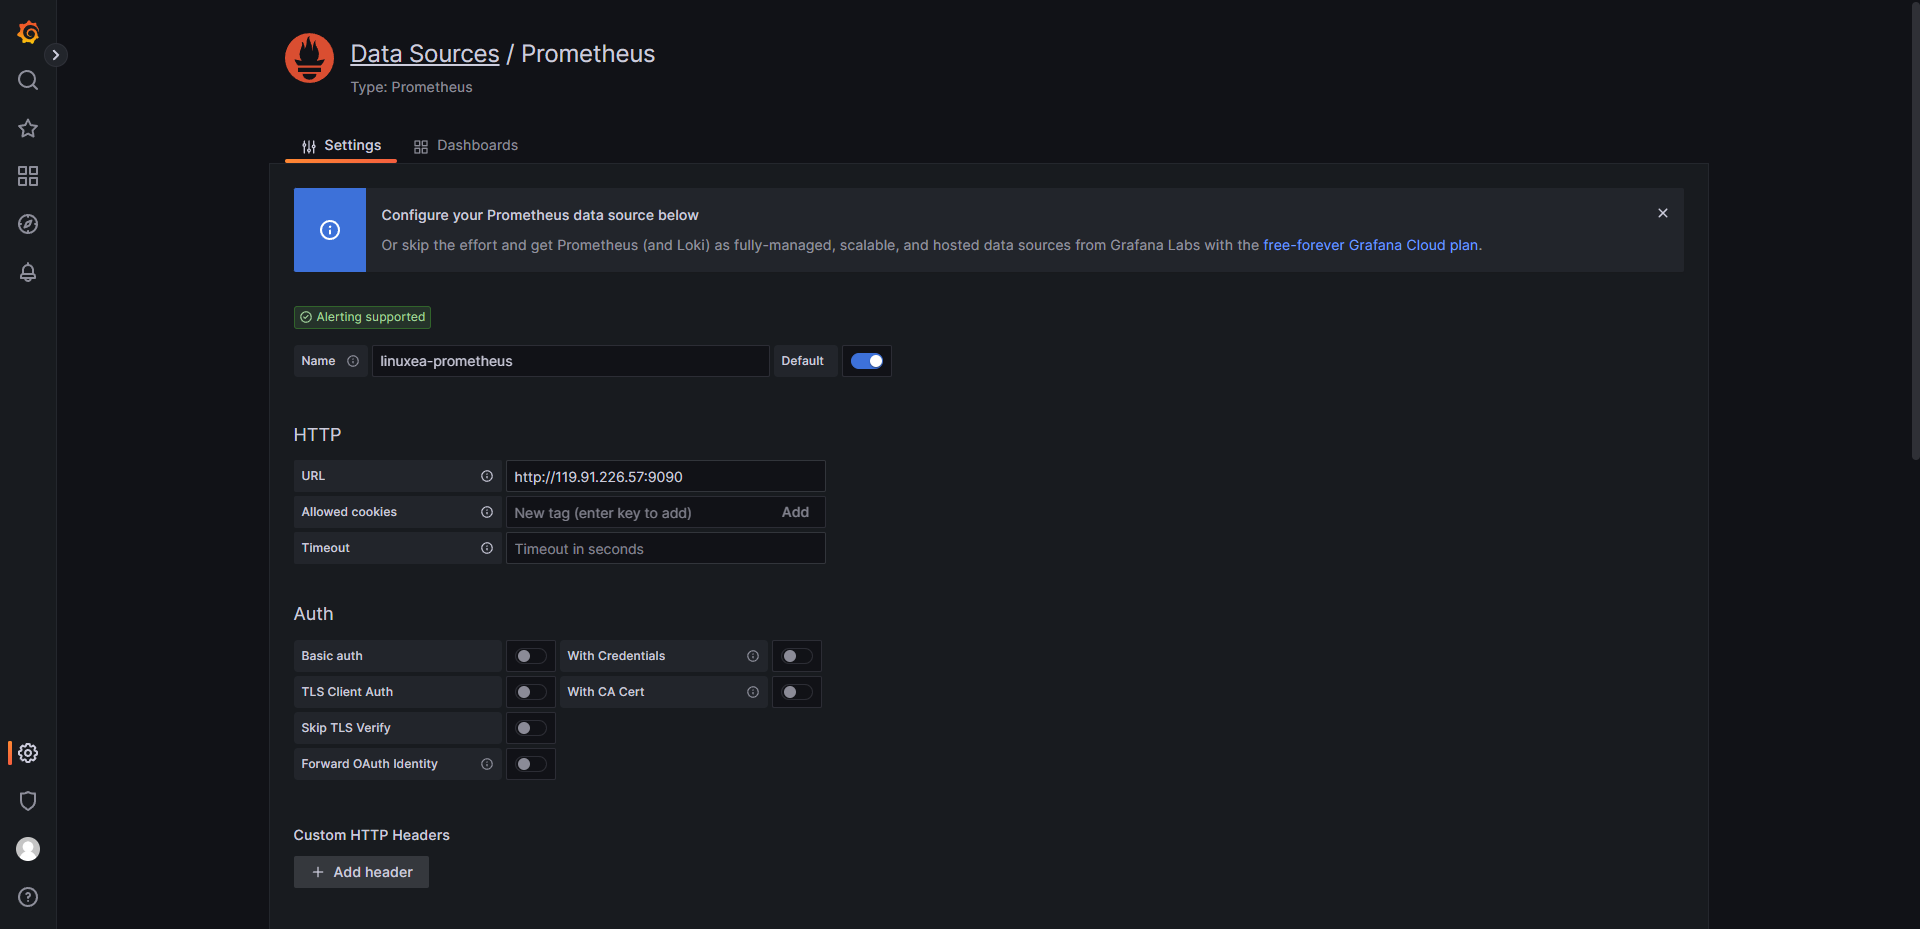 Data Sources / Prometheus
Type: Prometheus
Settings
Dashboards
Configure your Prometheus data source below
Or skip the effort and get Prometheus (and Loki) as fully-managed, scalable, and hosted data sources from Grafana Labs with the free-forever Grafana Cloud plan.
Alerting supported
Name linuxea-prometheus Default
HTTP
URL http://119.91.226.57:9090
Allowed cookies New tag (enter key to add) Add
Timeout Timeout in seconds
Auth
Basic auth With Credentials
TLS Client Auth With CA Cert
Skip TLS Verify
Forward OAuth Identity
Custom HTTP Headers
+ Add header